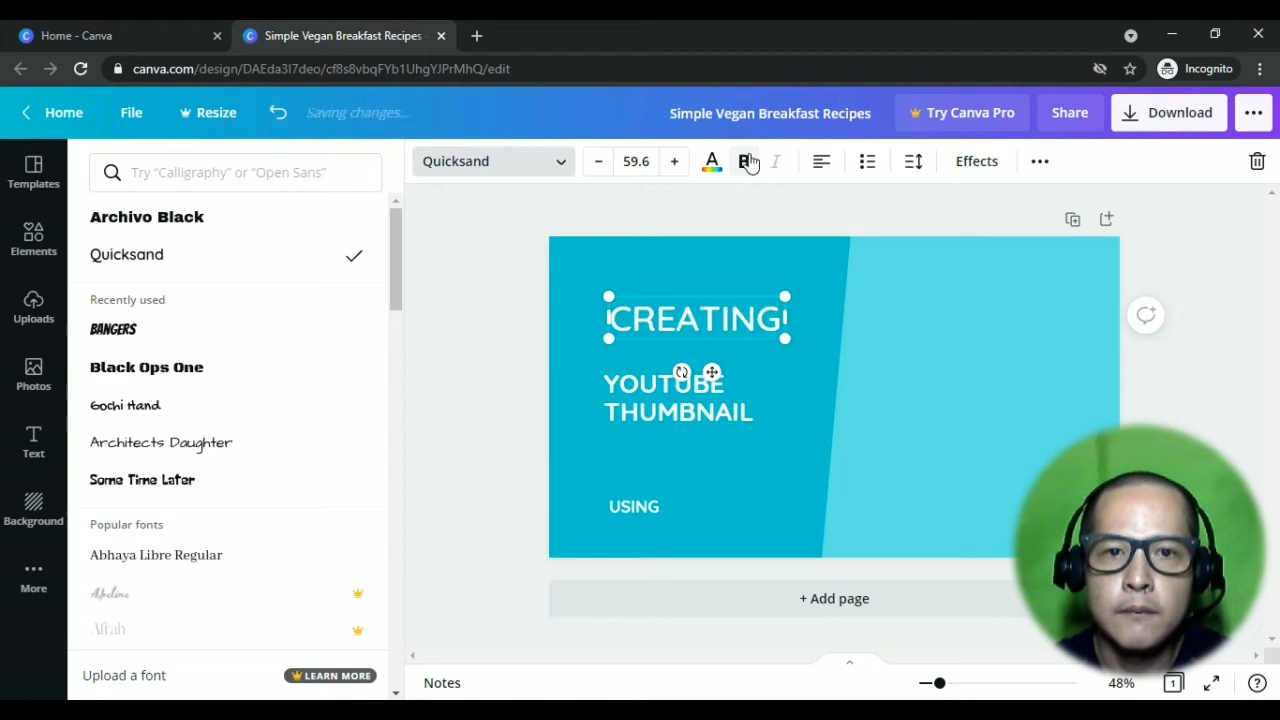 Home - Canva
Simple Vegan Breakfast Recipes
canva.com/design/DAEda3I7deo/cf8s8vbqFYb1UhgYJPrMhQ/edit
Incognito
Home
File
Resize
Saving changes...
Simple Vegan Breakfast Recipes
Try Canva Pro
Share
Download
Templates
Elements
Uploads
Photos
Text
Background
More
Try "Calligraphy" or "Open Sans"
Archivo Black
Quicksand
Recently used
BANGERS
Black Ops One
Gochi Hand
Architects Daughter
Some Time Later
Popular fonts
Abhaya Libre Regular
Afrah
Upload a font
LEARN MORE
Quicksand
59.6
A
B
I
Effects
CREATING
YOUTUBE
THUMBNAIL
USING
+ Add page
Notes
48%
1